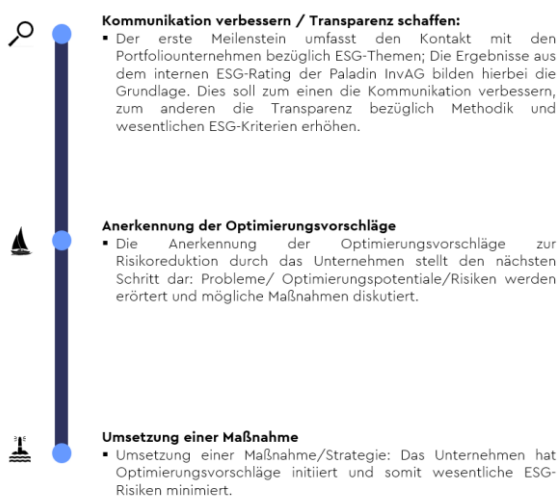 Kommunikation verbessern / Transparenz schaffen:
▪ Der erste Meilenstein umfasst den Kontakt mit den
Portfoliounternehmen bezüglich ESG-Themen; Die Ergebnisse aus
dem internen ESG-Rating der Paladin InvAG bilden hierbei die
Grundlage. Dies soll zum einen die Kommunikation verbessern,
zum anderen die Transparenz bezüglich Methodik und
wesentlichen ESG-Kriterien erhöhen.
Anerkennung der Optimierungsvorschläge
▪ Die Anerkennung der Optimierungsvorschläge zur
Risikoreduktion durch das Unternehmen stellt den nächsten
Schritt dar: Probleme/ Optimierungspotentiale/Risiken werden
erörtert und mögliche Maßnahmen diskutiert.
Umsetzung einer Maßnahme
▪ Umsetzung einer Maßnahme/Strategie: Das Unternehmen hat
Optimierungsvorschläge initiiert und somit wesentliche ESG-
Risiken minimiert.